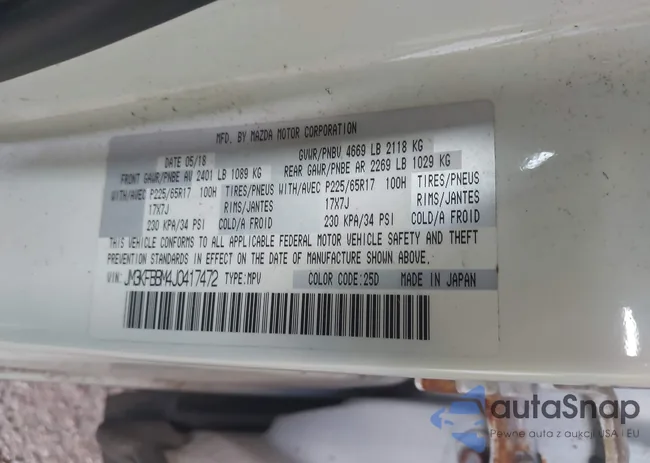 MFD. BY MAZDA MOTOR CORPORATION
DATE 05/18 GVWR/PNBV 4669 LB 2118 KG
FRONT GAWR/PNBE AV 2401 LB 1089 KG REAR GAWR/PNBE AR 2269 LB 1029 KG
WITH/AVEC P225/65R17 100H TIRES/PNEUS WITH/AVEC P225/65R17 100H TIRES/PNEUS
17X7J RIMS/JANTES 17X7J RIMS/JANTES
230 KPA/34 PSI COLD/A FROID 230 KPA/34 PSI COLD/A FROID
THIS VEHICLE CONFORMS TO ALL APPLICABLE FEDERAL MOTOR VEHICLE SAFETY AND THEFT
PREVENTION STANDARDS IN EFFECT ON THE DATE OF MANUFACTURE SHOWN ABOVE.
VIN: JM3KFBBM4J0417472 TYPE:MPV COLOR CODE:25D MADE IN JAPAN
autaSnap
Pewne auta z aukcji USA i EU